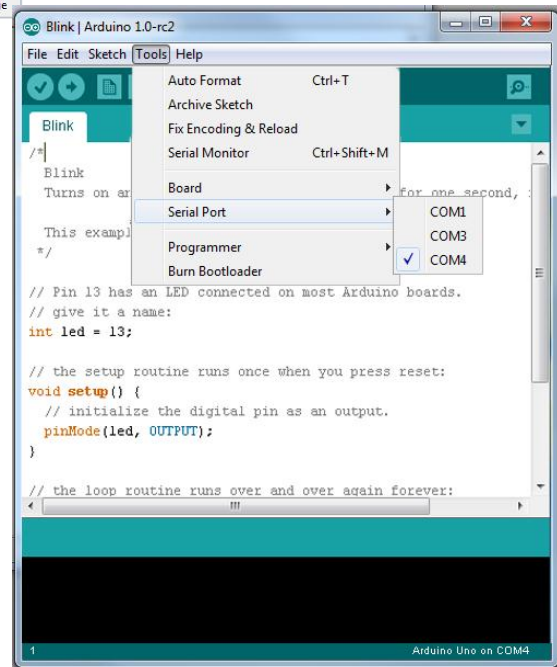 Blink | Arduino 1.0-rc2
File Edit Sketch Tools Help
Auto Format Ctrl+T
Archive Sketch
Fix Encoding & Reload
Serial Monitor Ctrl+Shift+M
Board
Serial Port
Programmer
Burn Bootloader
COM1
COM3
✓ COM4
Blink
/*
Blink
Turns on an for one second,
This exampl
*/
// Pin 13 has an LED connected on most Arduino boards.
// give it a name:
int led = 13;
// the setup routine runs once when you press reset:
void setup() {
// initialize the digital pin as an output.
pinMode(led, OUTPUT);
}
// the loop routine runs over and over again forever:
1 Arduino Uno on COM4